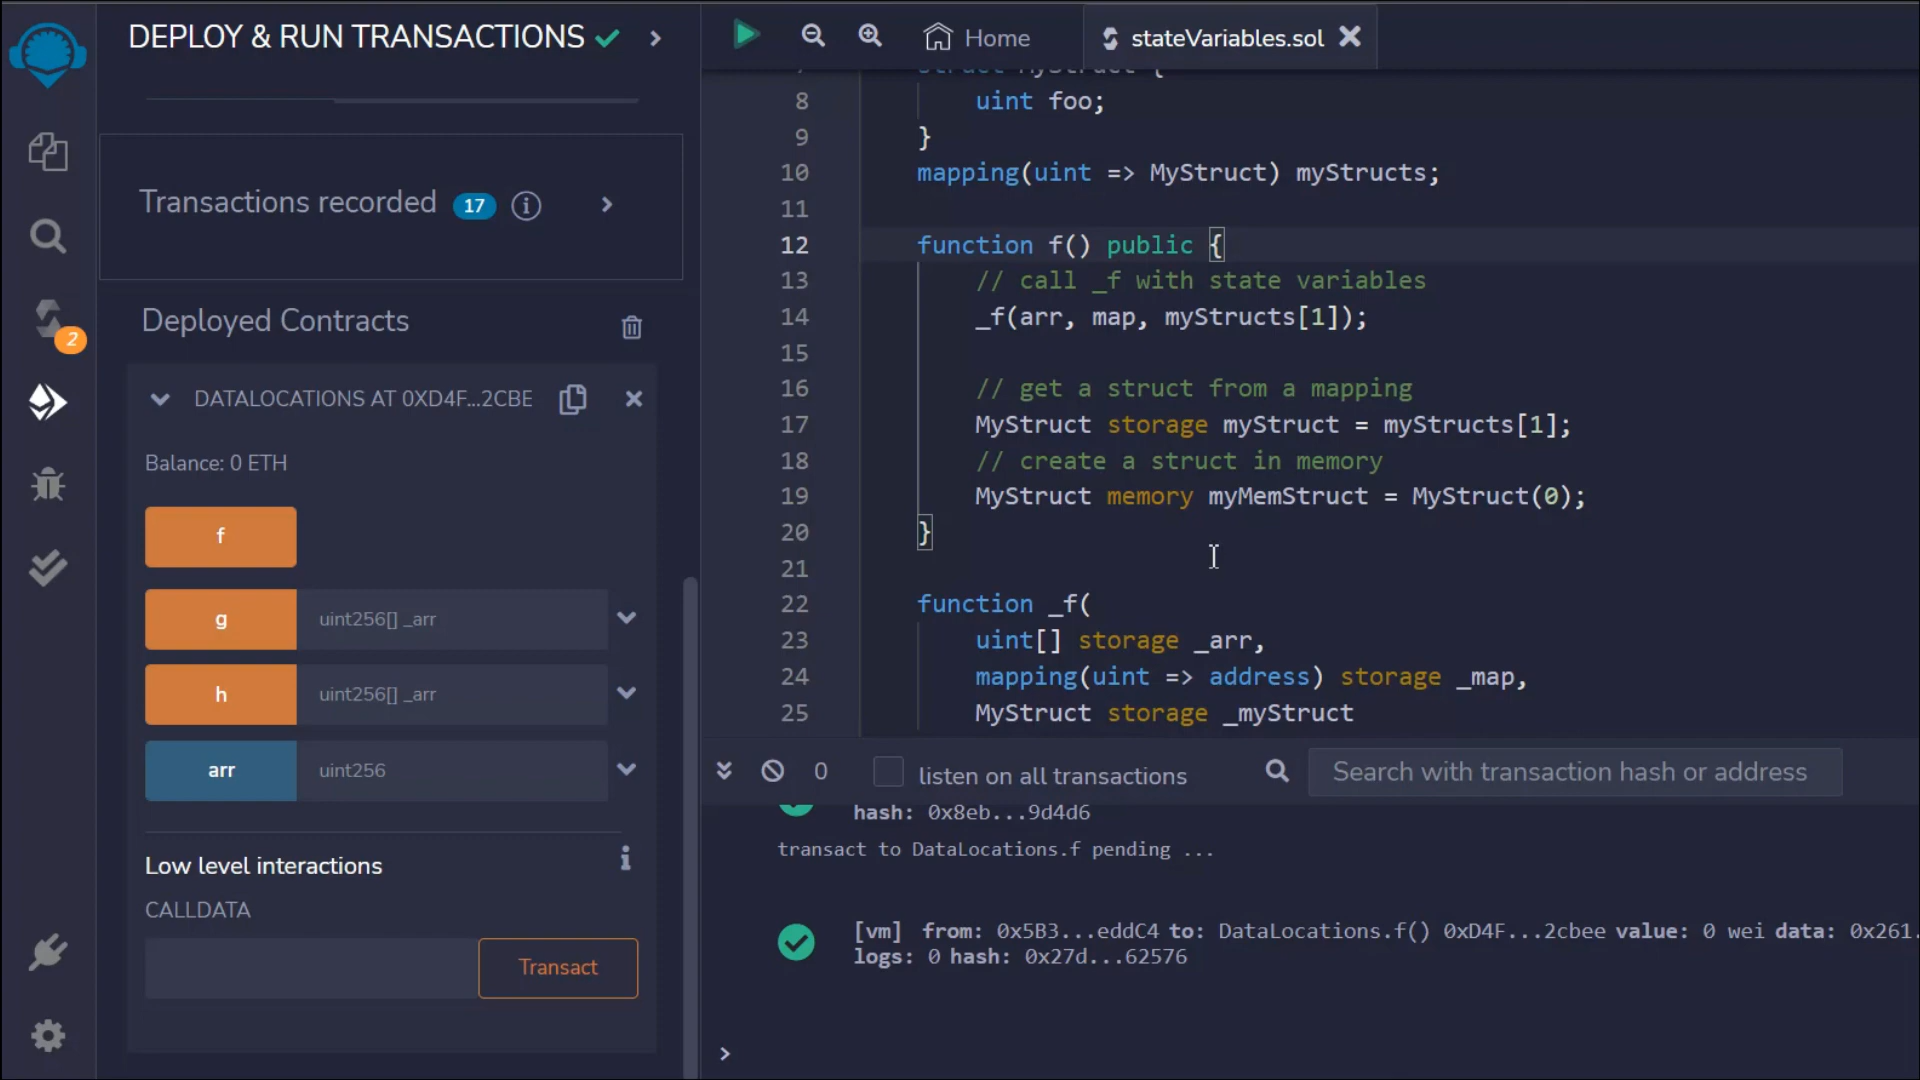 DEPLOY & RUN TRANSACTIONS
Transactions recorded 17
Deployed Contracts
2
DATALOCATIONS AT 0XD4F...2CBE
Balance: 0 ETH
f
g uint256[] _arr
h uint256[] _arr
arr uint256
Low level interactions
CALLDATA
Transact
Home
stateVariables.sol
7 struct MyStruct {
8 uint foo;
9 }
10 mapping(uint => MyStruct) myStructs;
11
12 function f() public {
13 // call _f with state variables
14 _f(arr, map, myStructs[1]);
15
16 // get a struct from a mapping
17 MyStruct storage myStruct = myStructs[1];
18 // create a struct in memory
19 MyStruct memory myMemStruct = MyStruct(0);
20 }
21
22 function _f(
23 uint[] storage _arr,
24 mapping(uint => address) storage _map,
25 MyStruct storage _myStruct
0 listen on all transactions Search with transaction hash or address
hash: 0x8eb...9d4d6
transact to DataLocations.f pending ...
[vm] from: 0x5B3...eddC4 to: DataLocations.f() 0xD4F...2cbee value: 0 wei data: 0x261.
logs: 0 hash: 0x27d...62576
>